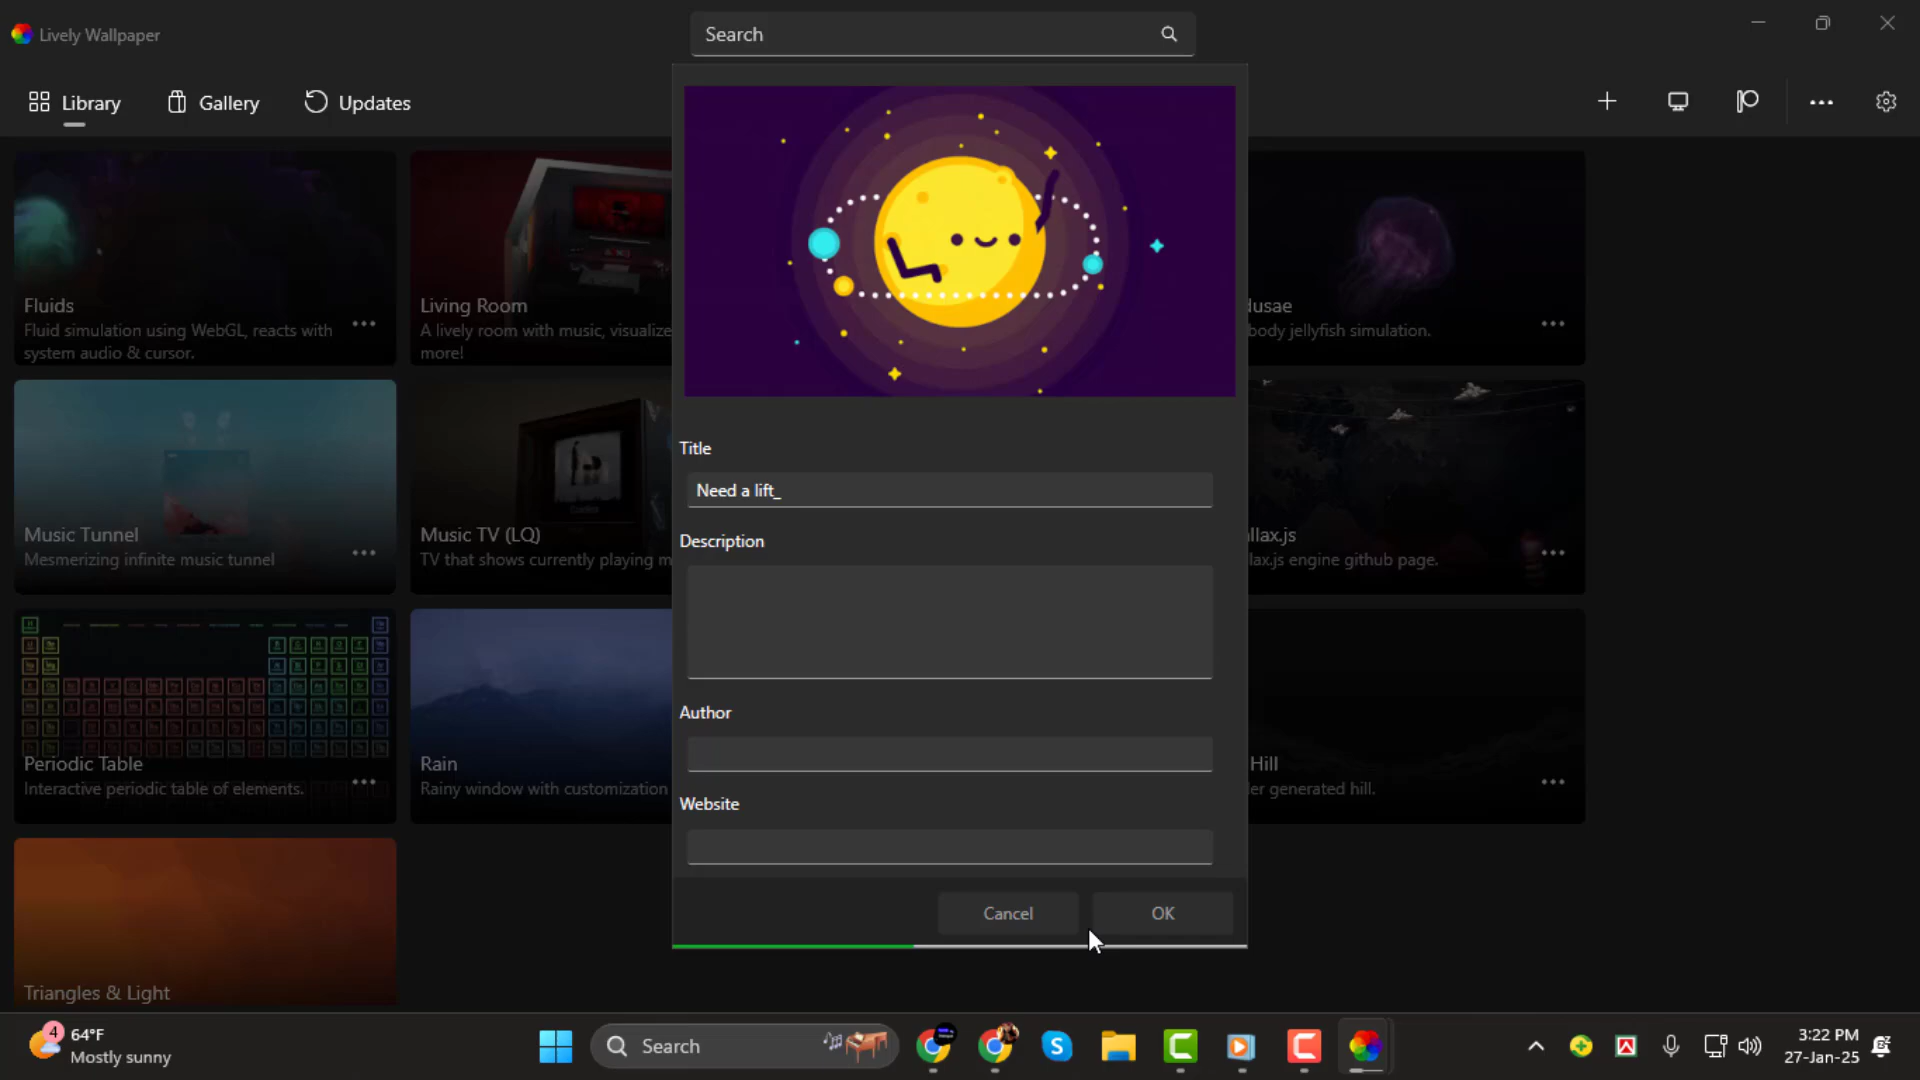 Lively Wallpaper
Search
Library
Gallery
Updates
Fluids
Fluid simulation using WebGL, reacts with
system audio & cursor.
Living Room
A lively room with music, visualize
more!
dusae
body jellyfish simulation.
Title
Need a lift_
Description
Author
Website
Cancel
OK
Music Tunnel
Mesmerizing infinite music tunnel
Music TV (LQ)
TV that shows currently playing m
llax.js
lax.js engine github page.
Periodic Table
Interactive periodic table of elements.
Rain
Rainy window with customization
Hill
er generated hill.
Triangles & Light
4
64°F
Mostly sunny
Search
3:22 PM
27-Jan-25